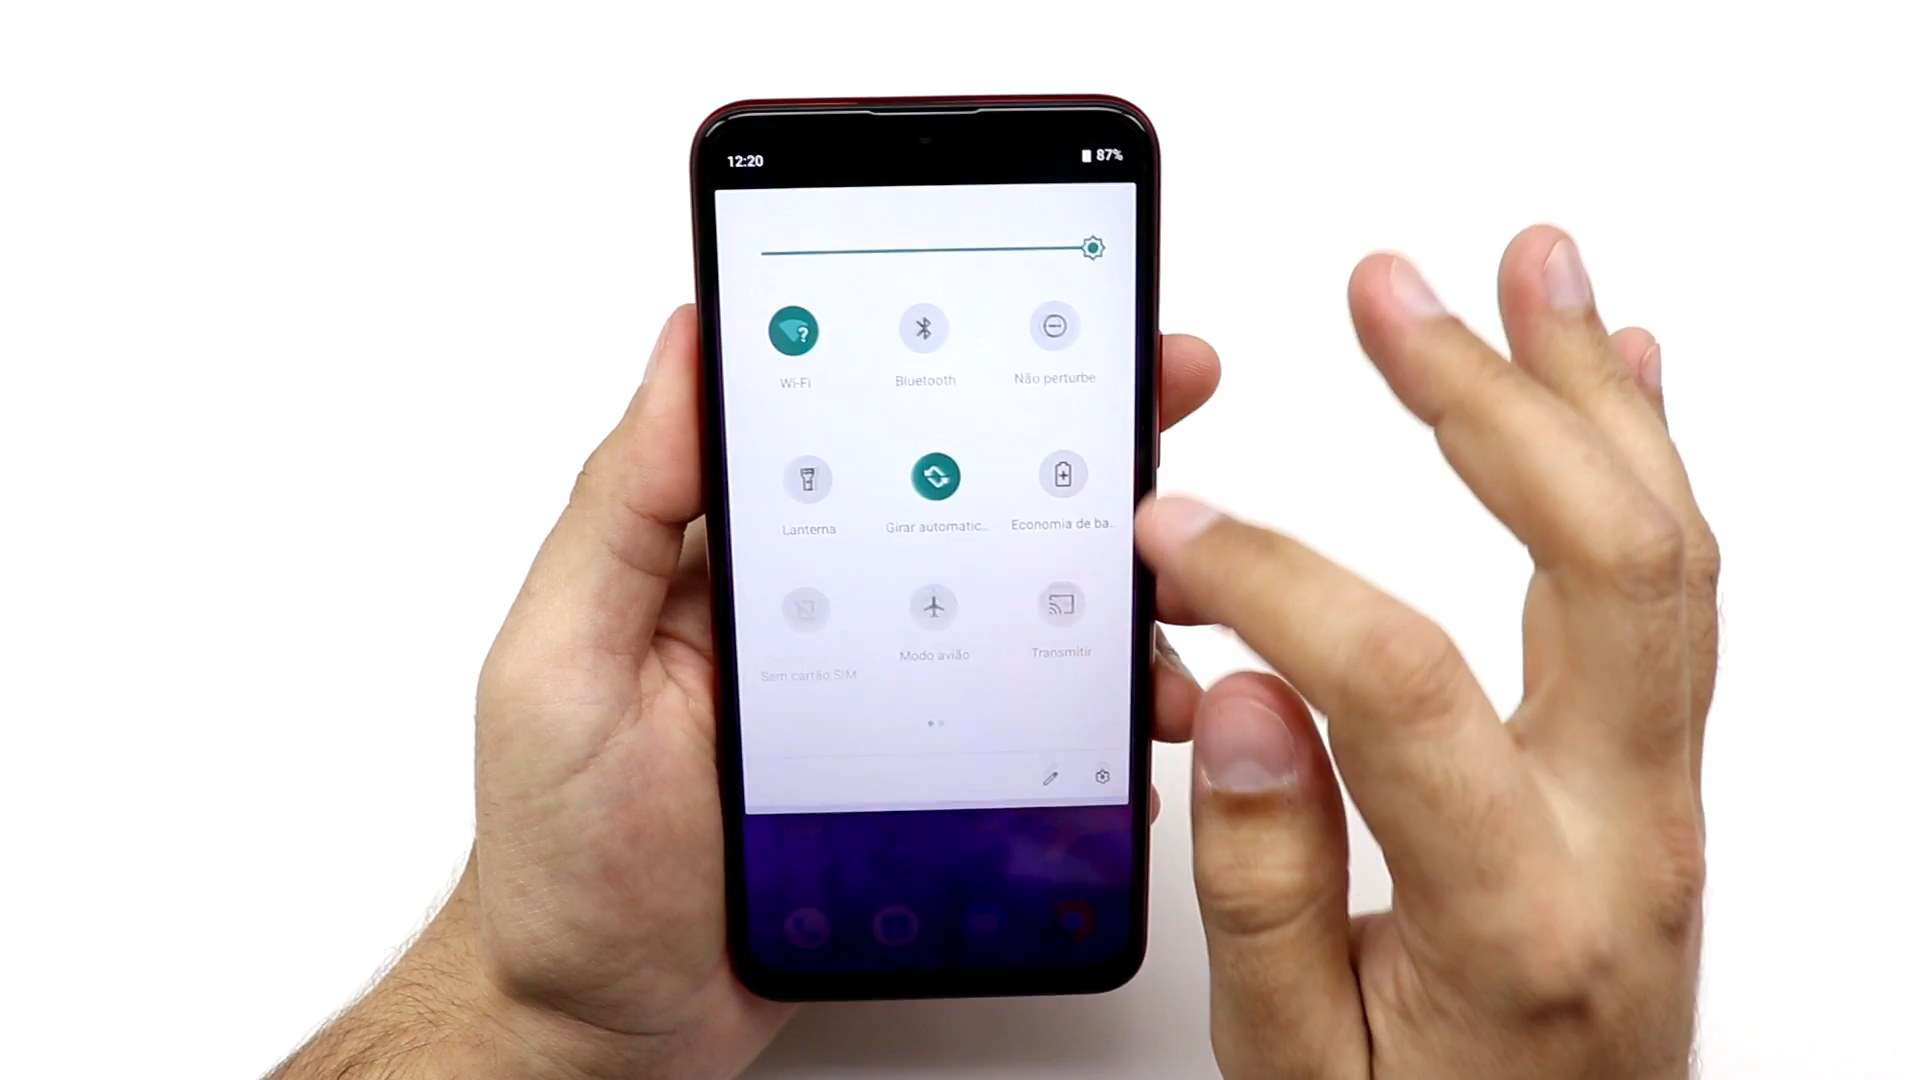 12:20
87%
Wi-Fi
Bluetooth
Não perturbe
Lanterna
Girar automatic...
Economia de ba...
Sem cartão SIM
Modo avião
Transmitir